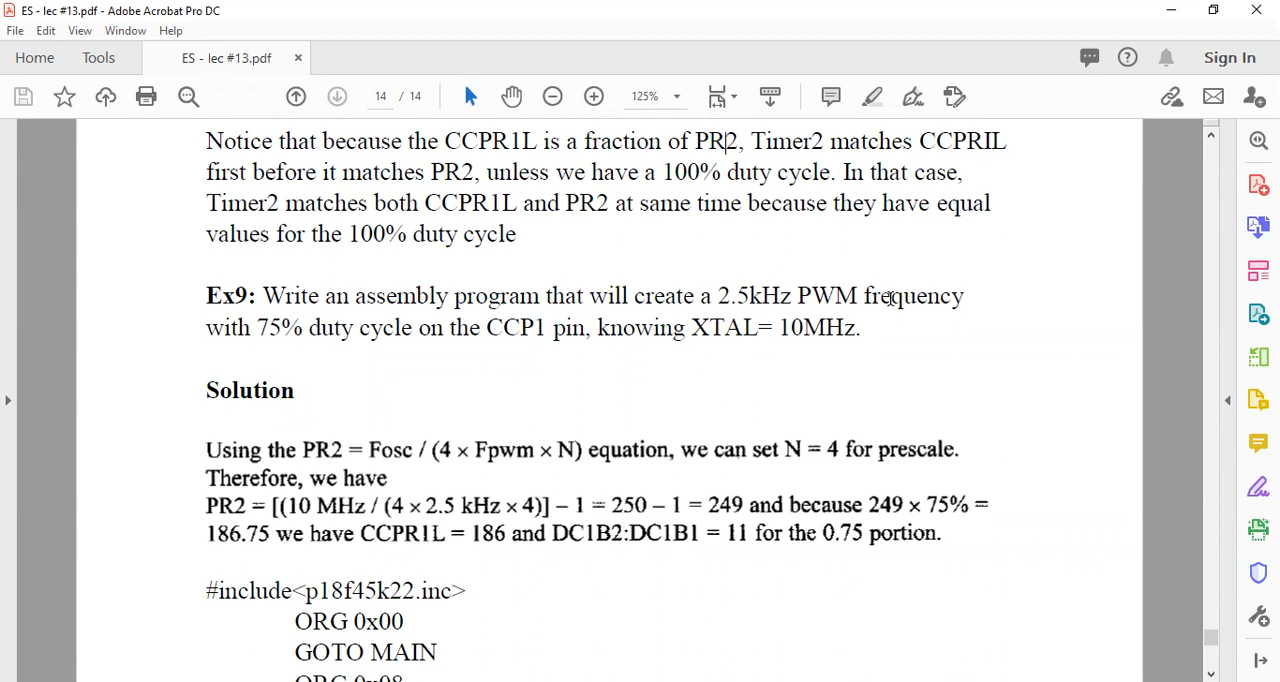 ES - lec #13.pdf - Adobe Acrobat Pro DC
File Edit View Window Help
Home Tools ES - lec #13.pdf × Sign In
14 / 14 125%
Notice that because the CCPR1L is a fraction of PR2, Timer2 matches CCPRIL
first before it matches PR2, unless we have a 100% duty cycle. In that case,
Timer2 matches both CCPR1L and PR2 at same time because they have equal
values for the 100% duty cycle
Ex9: Write an assembly program that will create a 2.5kHz PWM frequency
with 75% duty cycle on the CCP1 pin, knowing XTAL= 10MHz.
Solution
Using the PR2 = Fosc / (4 × Fpwm × N) equation, we can set N = 4 for prescale.
Therefore, we have
PR2 = [(10 MHz / (4 × 2.5 kHz × 4)] − 1 = 250 − 1 = 249 and because 249 × 75% =
186.75 we have CCPR1L = 186 and DC1B2:DC1B1 = 11 for the 0.75 portion.
#include<p18f45k22.inc>
ORG 0x00
GOTO MAIN
ORG 0x08